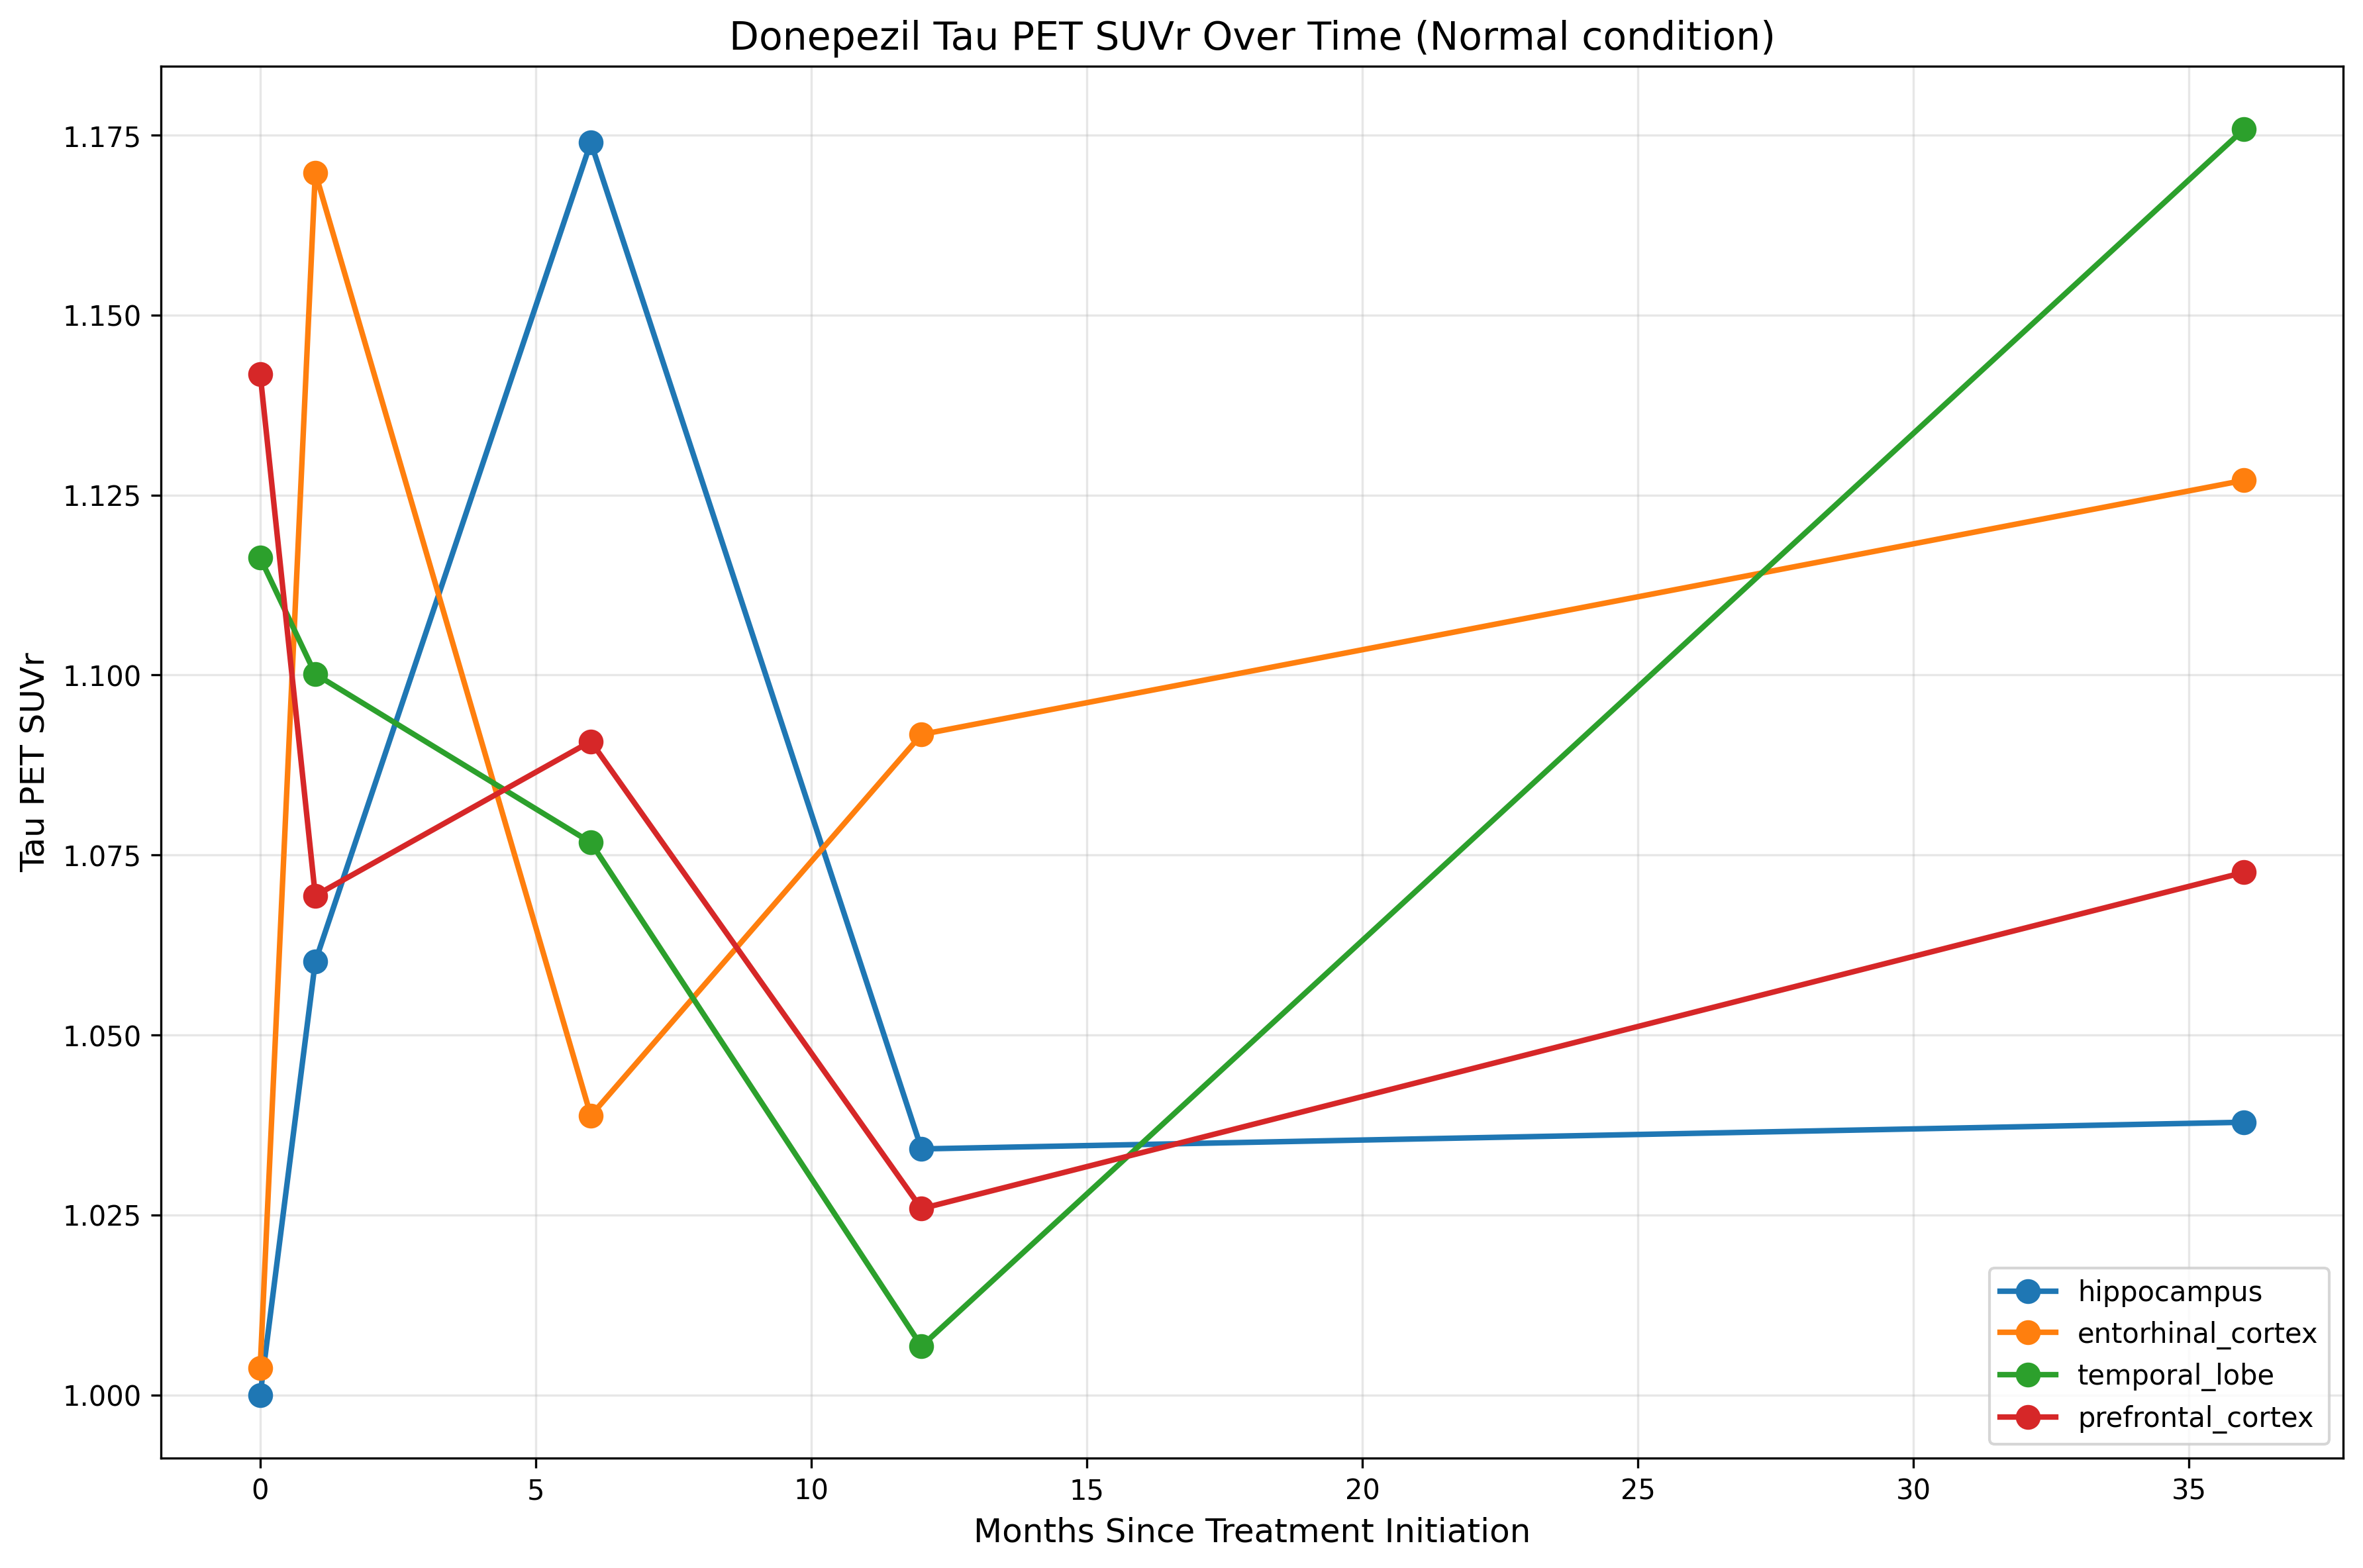 Donepezil Tau PET SUVr Over Time (Normal condition)
Tau PET SUVr
1.175
1.150
1.125
1.100
1.075
1.050
1.025
1.000
0 5 10 15 20 25 30 35
Months Since Treatment Initiation
hippocampus
entorhinal_cortex
temporal_lobe
prefrontal_cortex